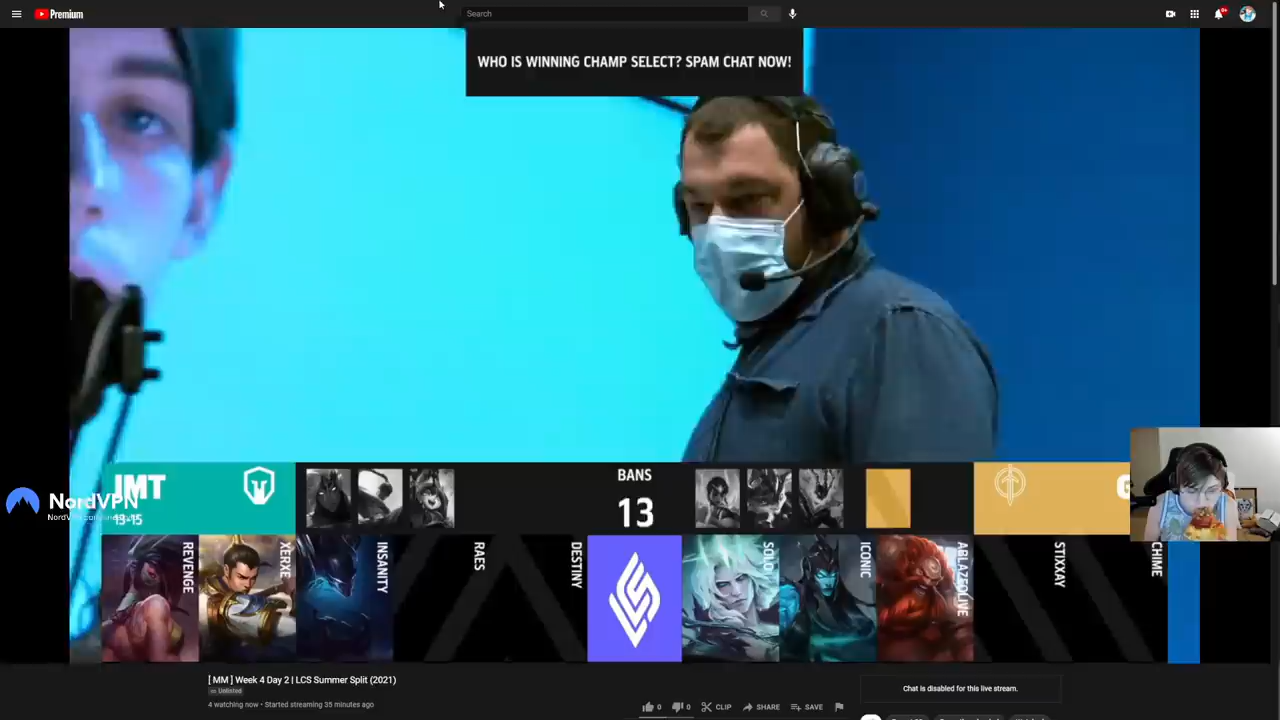 Premium
Search
9+
WHO IS WINNING CHAMP SELECT? SPAM CHAT NOW!
IMT
13-15
BANS
13
G
NordVPN
REVENGE
XERXE
INSANITY
RAES
DESTINY
SOLO
ICONIC
ABLAZEOLIVE
STIXXAY
CHIME
[ MM ] Week 4 Day 2 | LCS Summer Split (2021)
Unlisted
4 watching now • Started streaming 35 minutes ago
0
0
CLIP
SHARE
SAVE
Chat is disabled for this live stream.